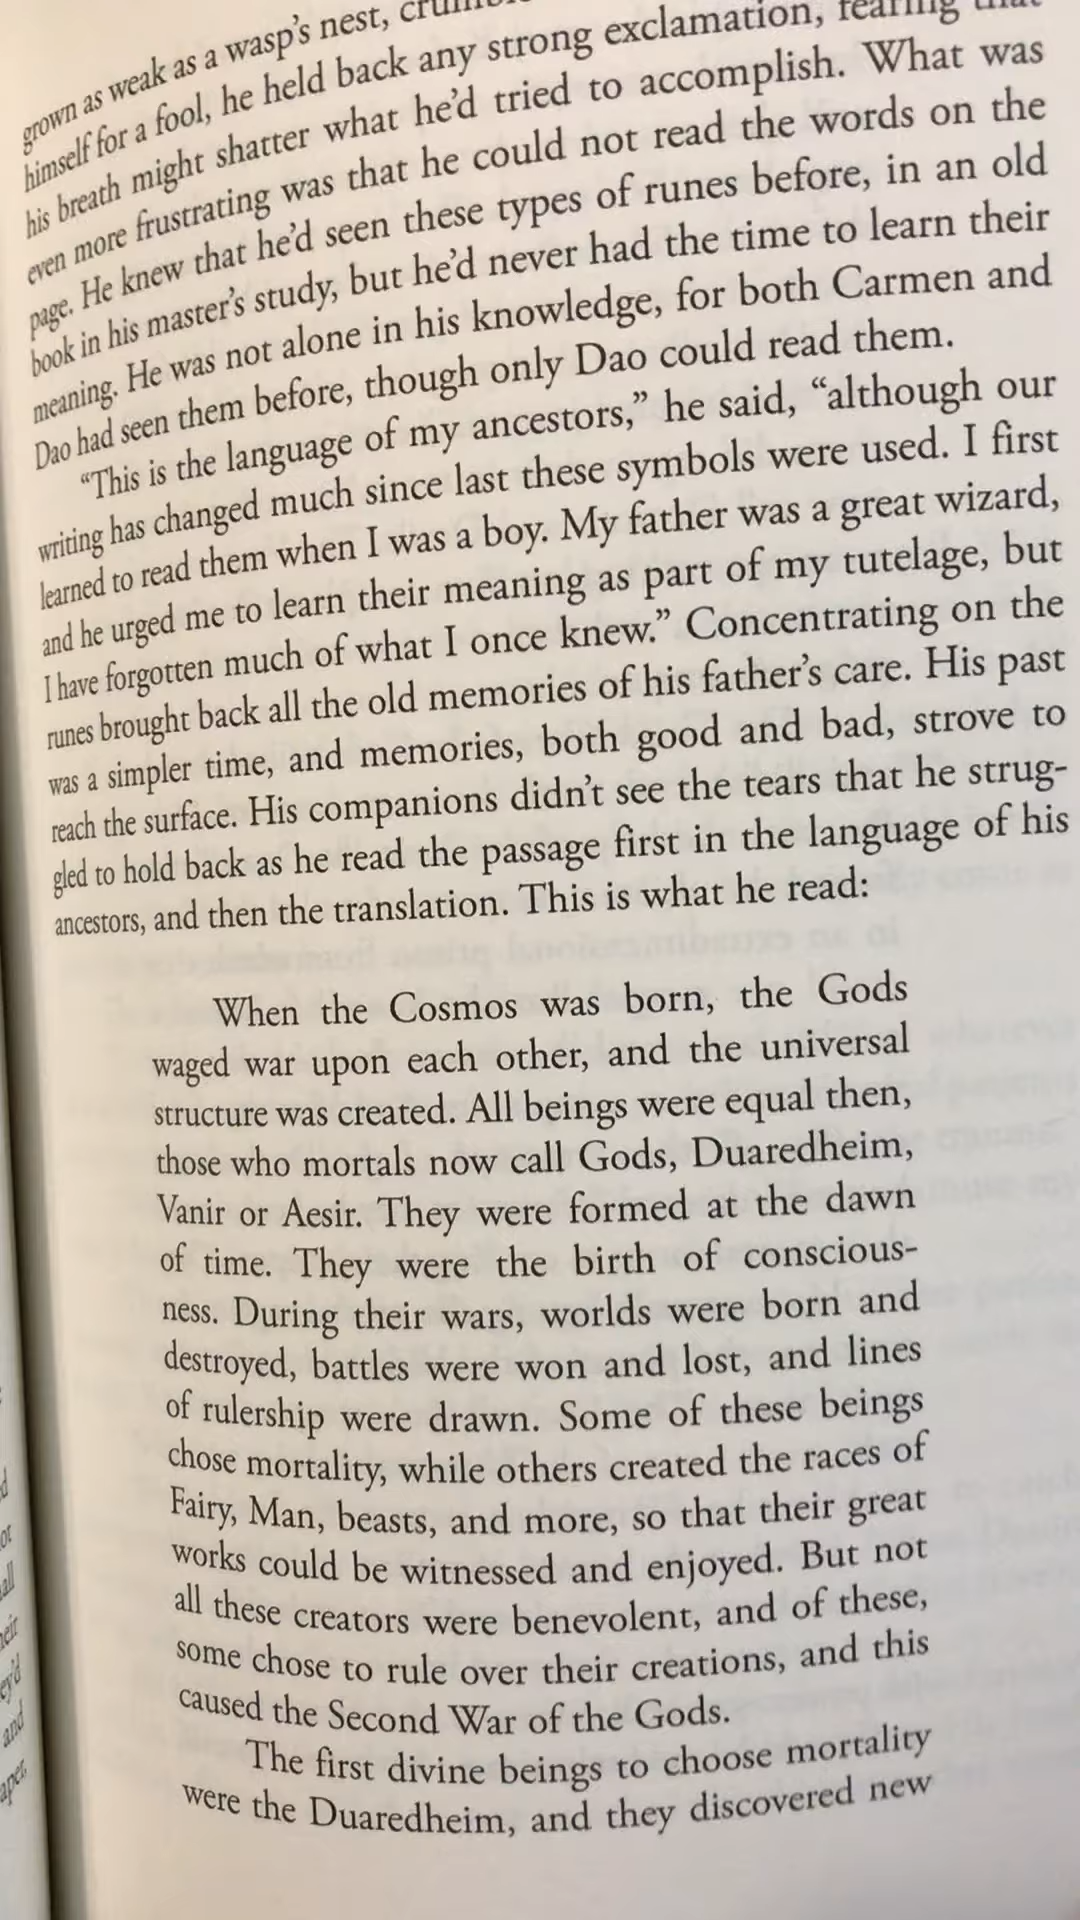 grown as weak as a wasp's nest,
himself for a fool, he held back any strong exclamation, fearing that
his breath might shatter what he'd tried to accomplish. What was
even more frustrating was that he could not read the words on the
page. He knew that he'd seen these types of runes before, in an old
book in his master's study, but he'd never had the time to learn their
meaning. He was not alone in his knowledge, for both Carmen and
Dao had seen them before, though only Dao could read them.
“This is the language of my ancestors,” he said, “although our
writing has changed much since last these symbols were used. I first
learned to read them when I was a boy. My father was a great wizard,
and he urged me to learn their meaning as part of my tutelage, but
I have forgotten much of what I once knew.” Concentrating on the
runes brought back all the old memories of his father's care. His past
was a simpler time, and memories, both good and bad, strove to
reach the surface. His companions didn't see the tears that he strug-
gled to hold back as he read the passage first in the language of his
ancestors, and then the translation. This is what he read:
When the Cosmos was born, the Gods
waged war upon each other, and the universal
structure was created. All beings were equal then,
those who mortals now call Gods, Duaredheim,
Vanir or Aesir. They were formed at the dawn
of time. They were the birth of conscious-
ness. During their wars, worlds were born and
destroyed, battles were won and lost, and lines
of rulership were drawn. Some of these beings
chose mortality, while others created the races of
Fairy, Man, beasts, and more, so that their great
works could be witnessed and enjoyed. But not
all these creators were benevolent, and of these,
some chose to rule over their creations, and this
caused the Second War of the Gods.
The first divine beings to choose mortality
were the Duaredheim, and they discovered new